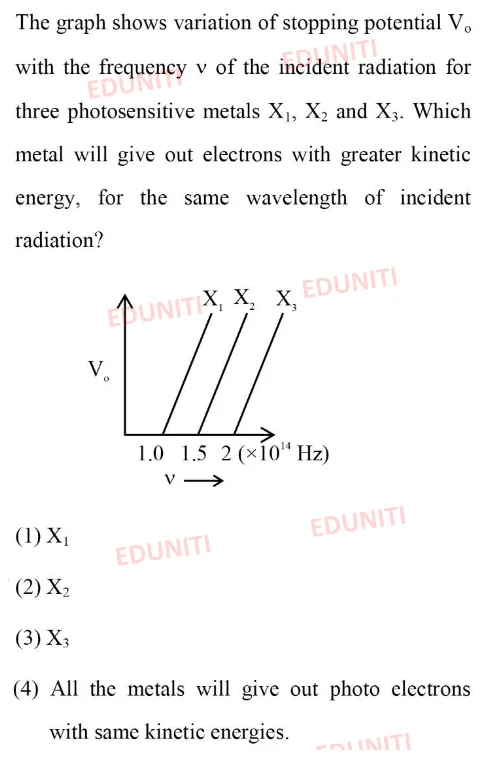 The graph shows variation of stopping potential Vₒ
with the frequency ν of the incident radiation for
three photosensitive metals X₁, X₂ and X₃. Which
metal will give out electrons with greater kinetic
energy, for the same wavelength of incident
radiation?
EDUNITI
EDUNITI
EDUNITI
EDUNITI
X₁ X₂ X₃
Vₒ
1.0 1.5 2 (×10¹⁴ Hz)
ν
(1) X₁
(2) X₂
(3) X₃
(4) All the metals will give out photo electrons
with same kinetic energies.
EDUNITI
EDUNITI
EDUNITI